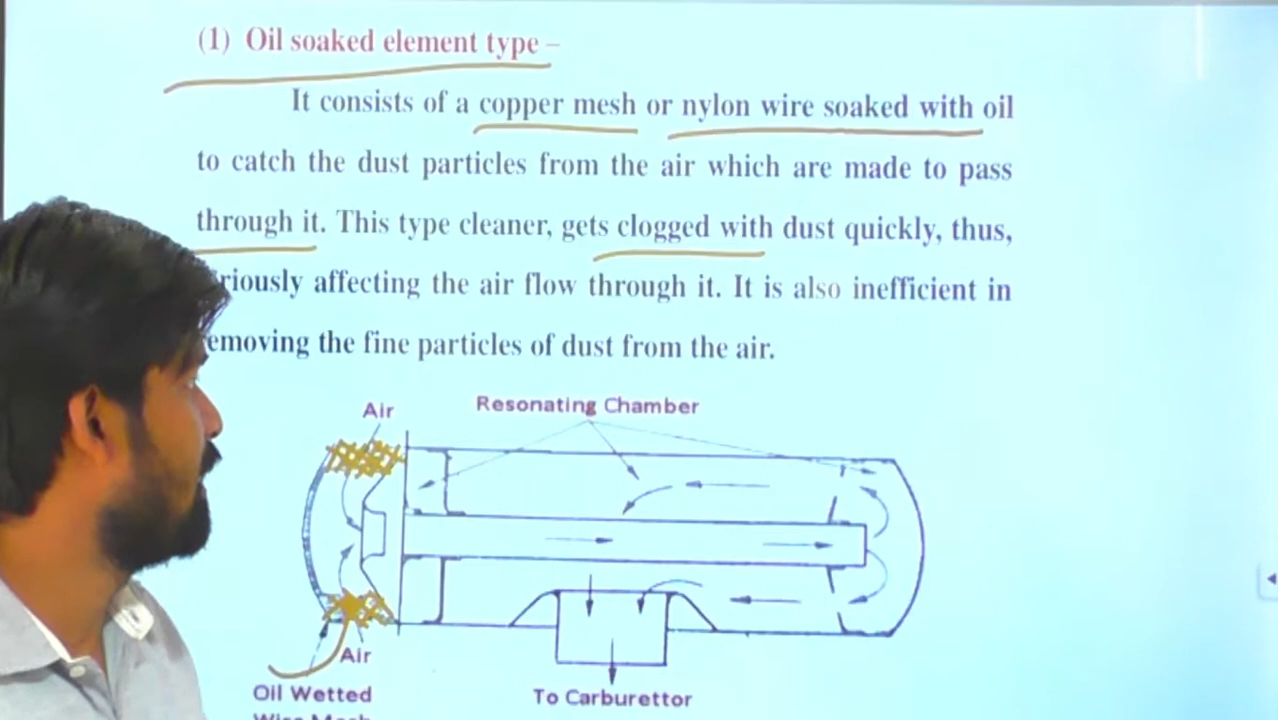 (1) Oil soaked element type –
It consists of a copper mesh or nylon wire soaked with oil
to catch the dust particles from the air which are made to pass
through it. This type cleaner, gets clogged with dust quickly, thus,
riously affecting the air flow through it. It is also inefficient in
emoving the fine particles of dust from the air.
Air
Resonating Chamber
Air
Oil Wetted
Wire Mesh
To Carburettor